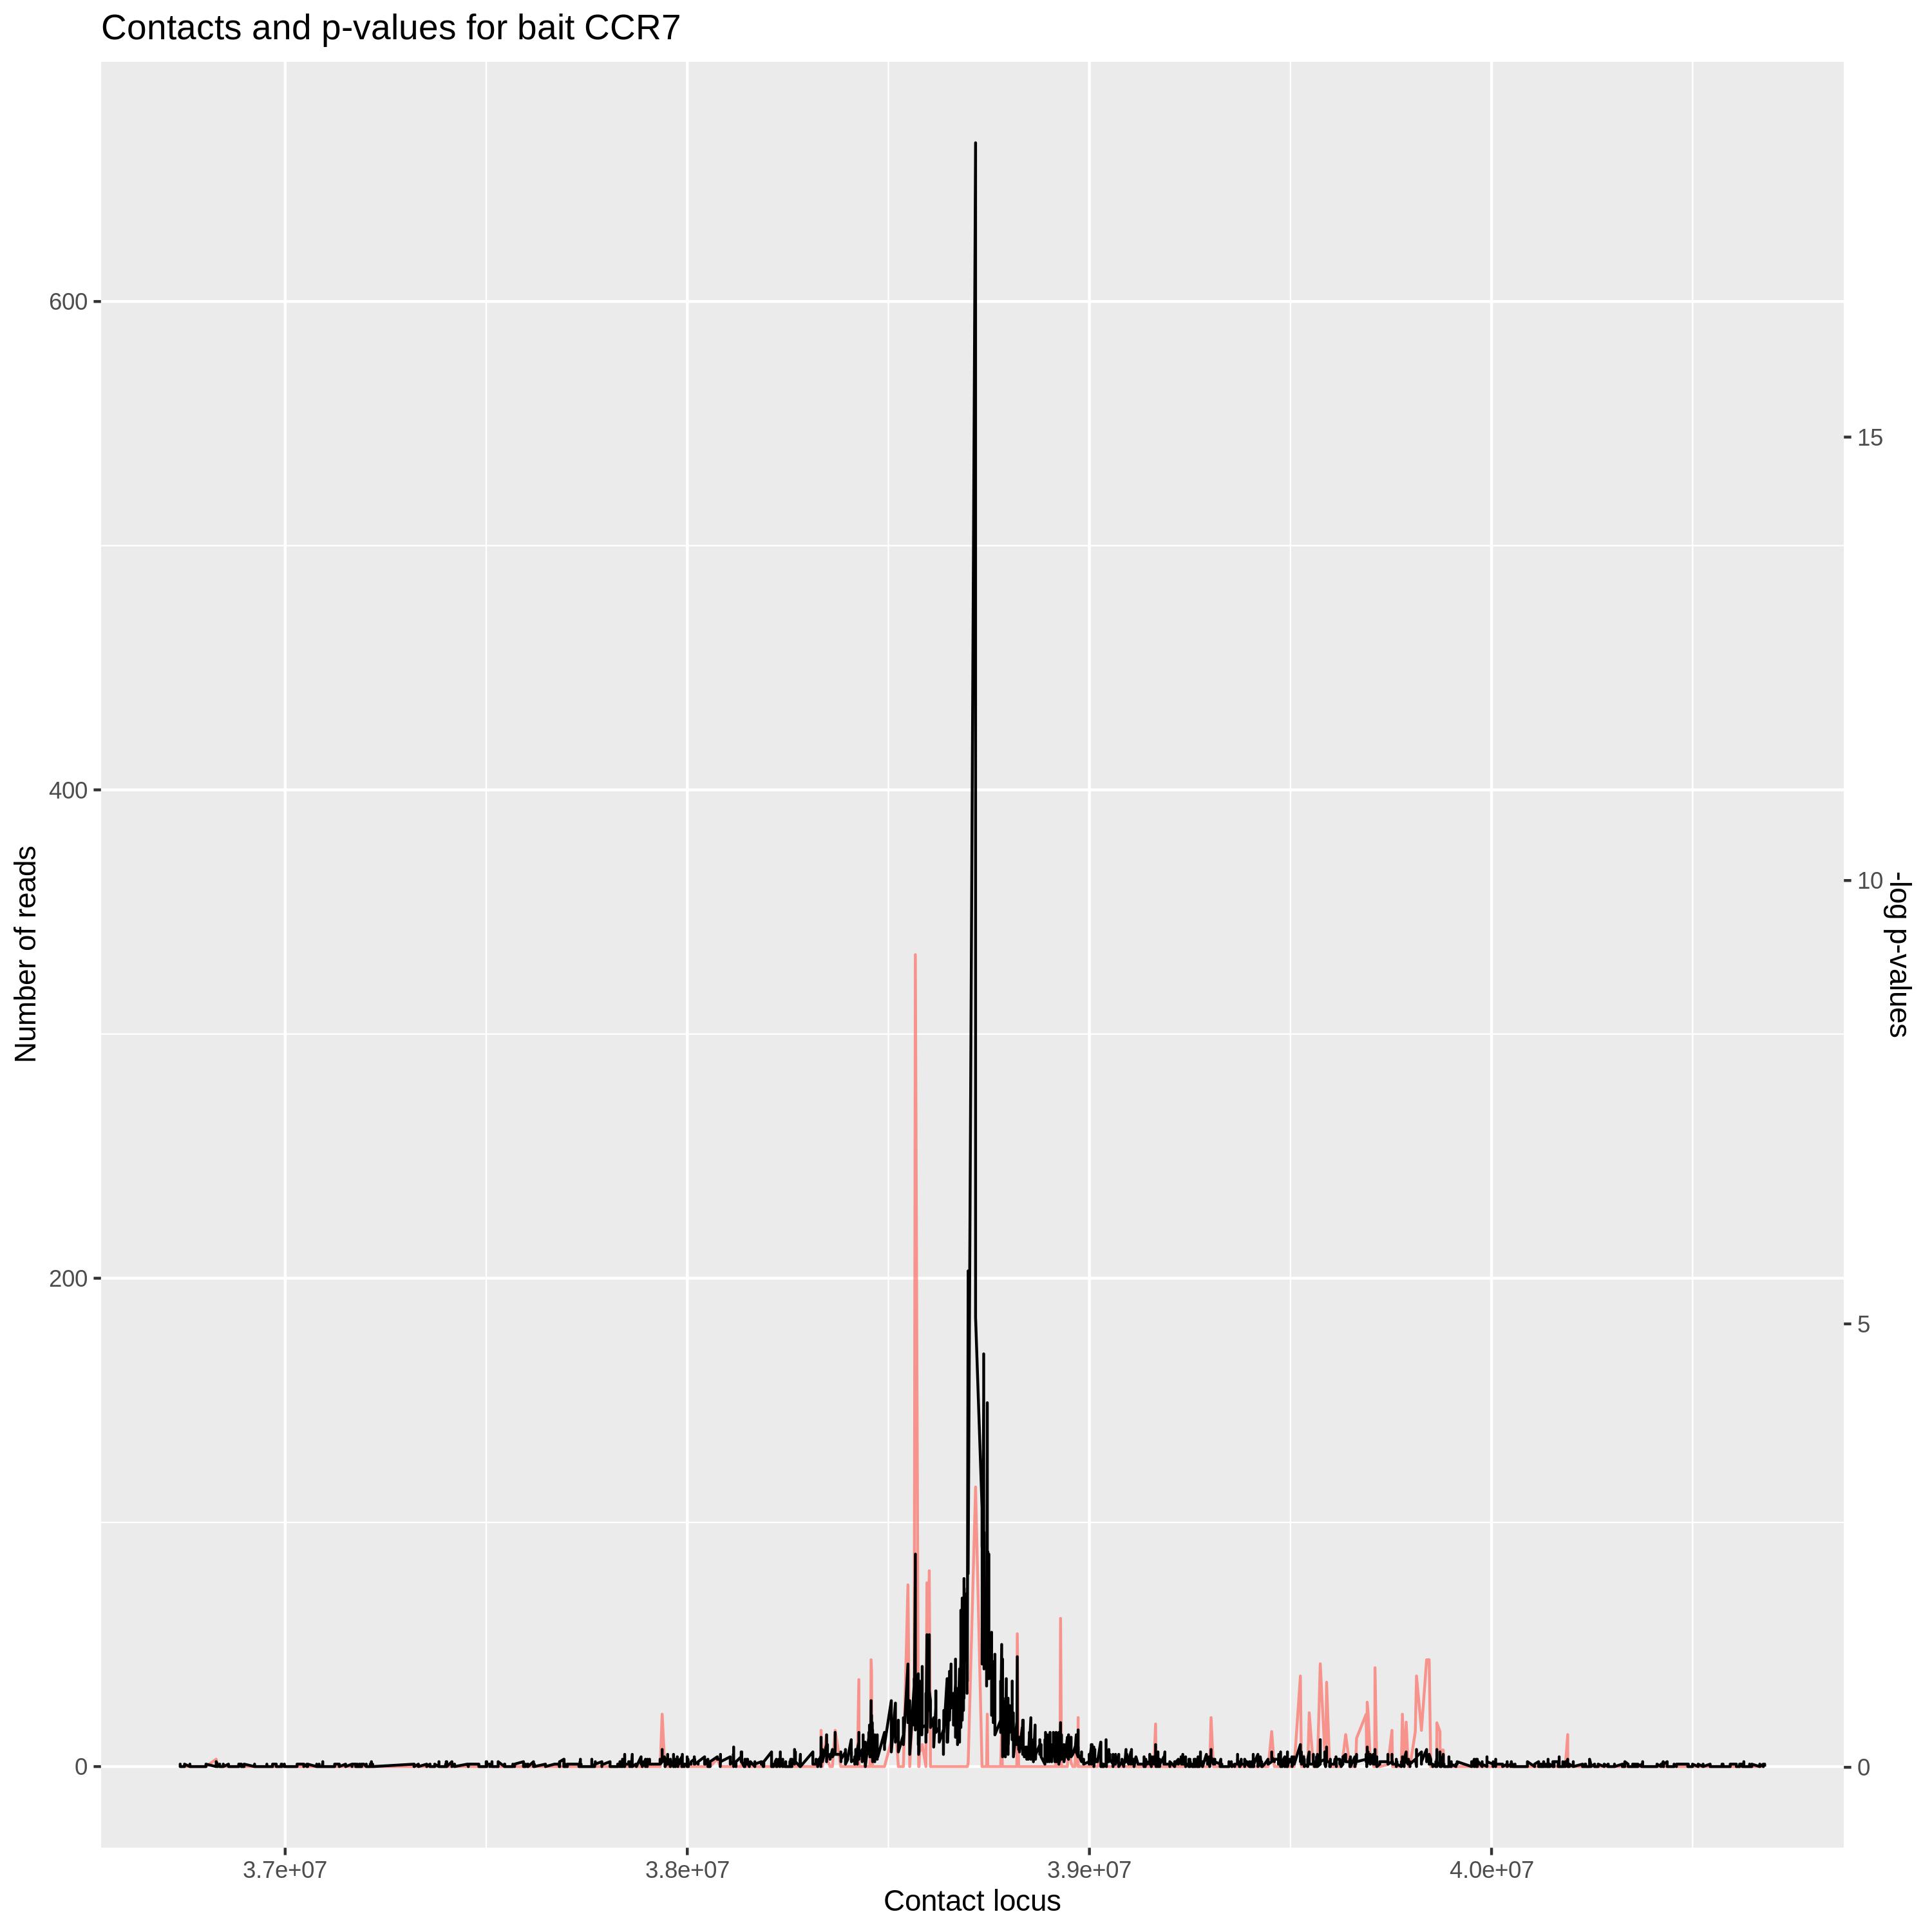 Contacts and p-values for bait CCR7
Number of reads
600
400
200
0
15
10
5
0
-log p-values
3.7e+07
3.8e+07
3.9e+07
4.0e+07
Contact locus